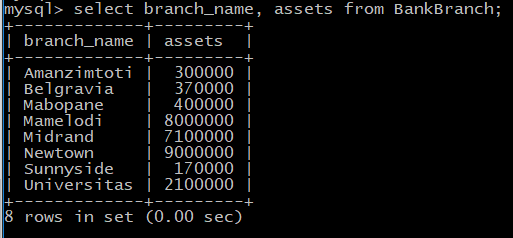 mysql> select branch_name, assets from BankBranch;
+-------------+---------+
| branch_name | assets  |
+-------------+---------+
| Amanzimtoti |  300000 |
| Belgravia   |  370000 |
| Mabopane    |  400000 |
| Mamelodi    | 8000000 |
| Midrand     | 7100000 |
| Newtown     | 9000000 |
| Sunnyside   |  170000 |
| Universitas | 2100000 |
+-------------+---------+
8 rows in set (0.00 sec)